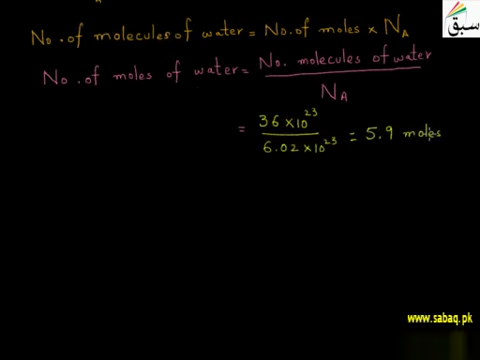 A
No. of molecules of water = No. of moles × N_A
No. of moles of water = No. molecules of water / N_A
= 36 × 10^23 / 6.02 × 10^23 = 5.9 moles
سبق
www.sabaq.pk